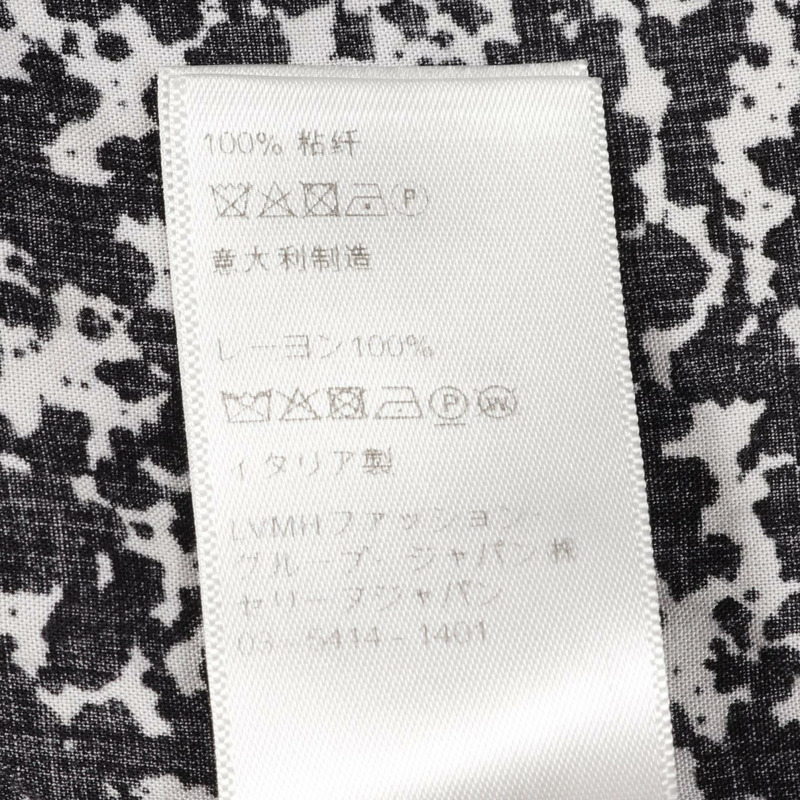 100% 粘纤
P
意大利制造
レーヨン100%
P W
イタリア製
LVMHファッション・
グループ ジャパン ㈱
セリーヌジャパン
03-5414-1401